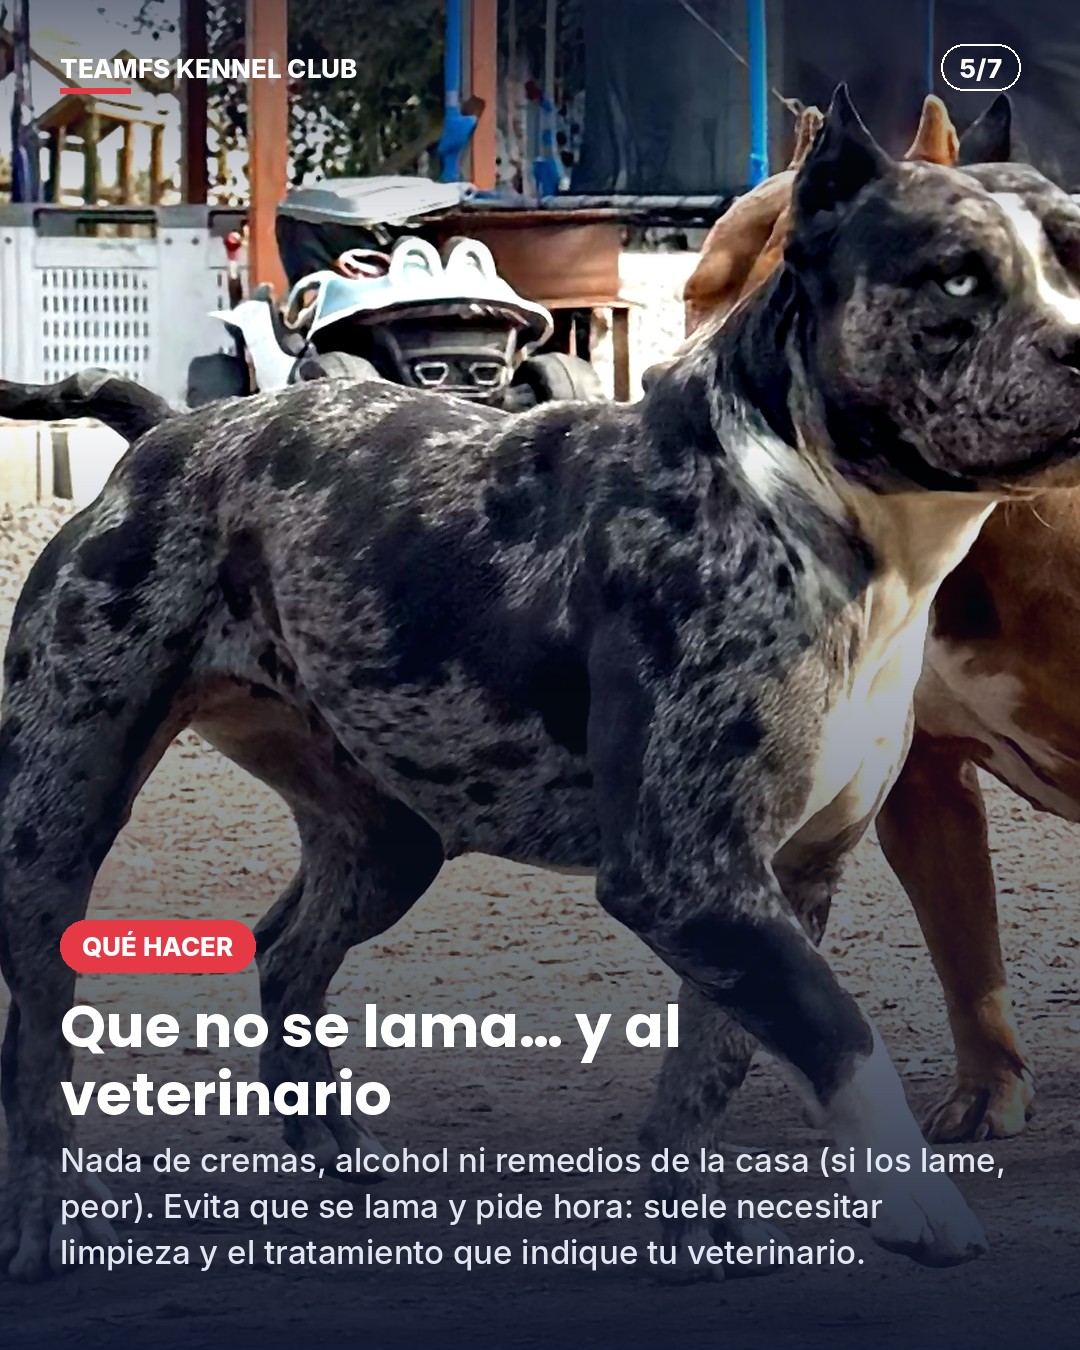 TEAMFS KENNEL CLUB
5/7
QUÉ HACER
Que no se lama... y al
veterinario
Nada de cremas, alcohol ni remedios de la casa (si los lame,
peor). Evita que se lama y pide hora: suele necesitar
limpieza y el tratamiento que indique tu veterinario.